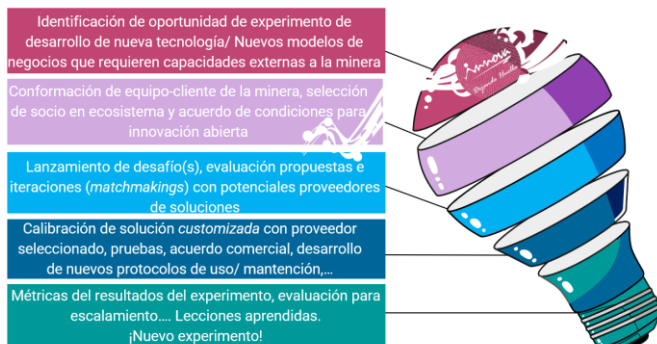 Identificación de oportunidad de experimento de
desarrollo de nueva tecnología/ Nuevos modelos de
negocios que requieren capacidades externas a la minera
innova
Dejando Huella
Conformación de equipo-cliente de la minera, selección
de socio en ecosistema y acuerdo de condiciones para
innovación abierta
Lanzamiento de desafío(s), evaluación propuestas e
iteraciones (matchmakings) con potenciales proveedores
de soluciones
Calibración de solución customizada con proveedor
seleccionado, pruebas, acuerdo comercial, desarrollo
de nuevos protocolos de uso/ mantención,...
Métricas del resultados del experimento, evaluación para
escalamiento.... Lecciones aprendidas.
¡Nuevo experimento!